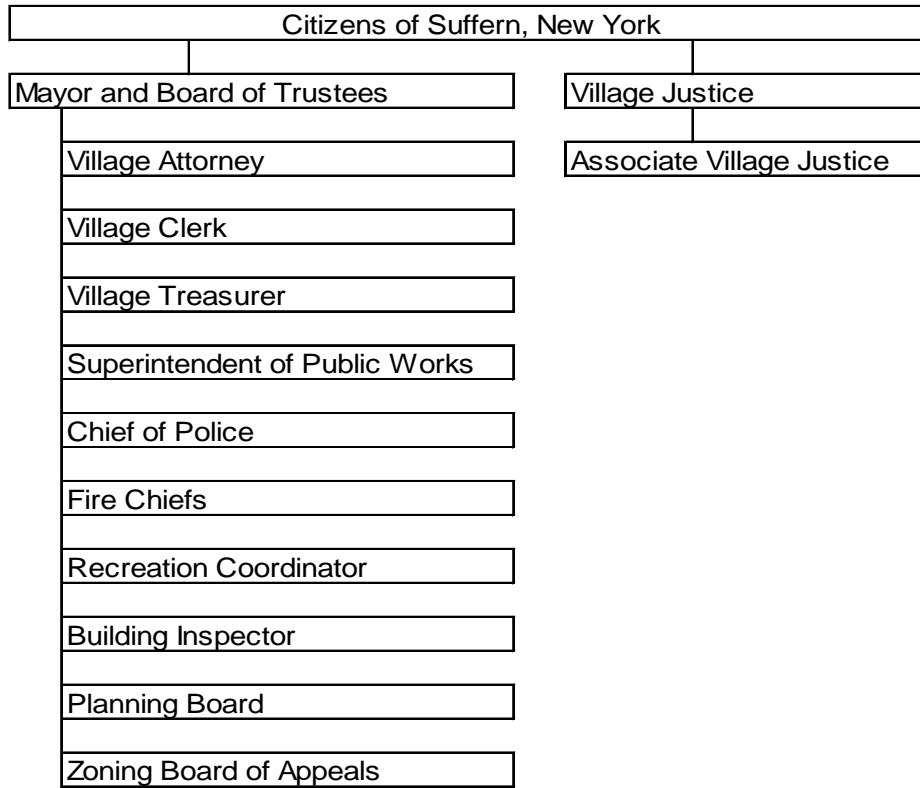 Citizens of Suffern, New York
Mayor and Board of Trustees
Village Justice
Village Attorney
Associate Village Justice
Village Clerk
Village Treasurer
Superintendent of Public Works
Chief of Police
Fire Chiefs
Recreation Coordinator
Building Inspector
Planning Board
Zoning Board of Appeals